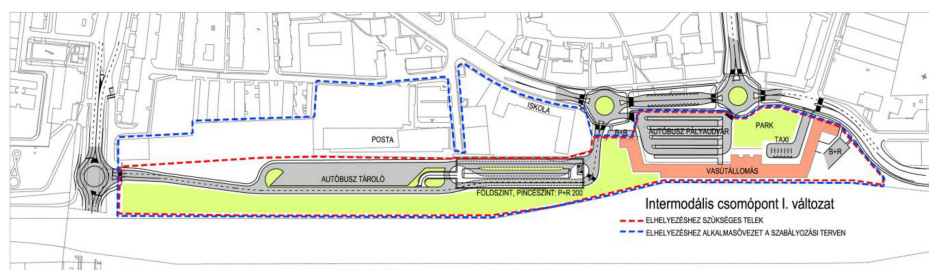 ISKOLA
POSTA
B+R
AUTÓBUSZ PÁLYAUDVAR
PARK
TAXI
B+R
VASÚTÁLLOMÁS
AUTÓBUSZ TÁROLÓ
FÖLDSZINT, PINCESZINT: P+R 200
Intermodális csomópont I. változat
ELHELYEZÉSHEZ SZÜKSÉGES TELEK
ELHELYEZÉSHEZ ALKALMASÖVEZET A SZABÁLYOZÁSI TERVEN